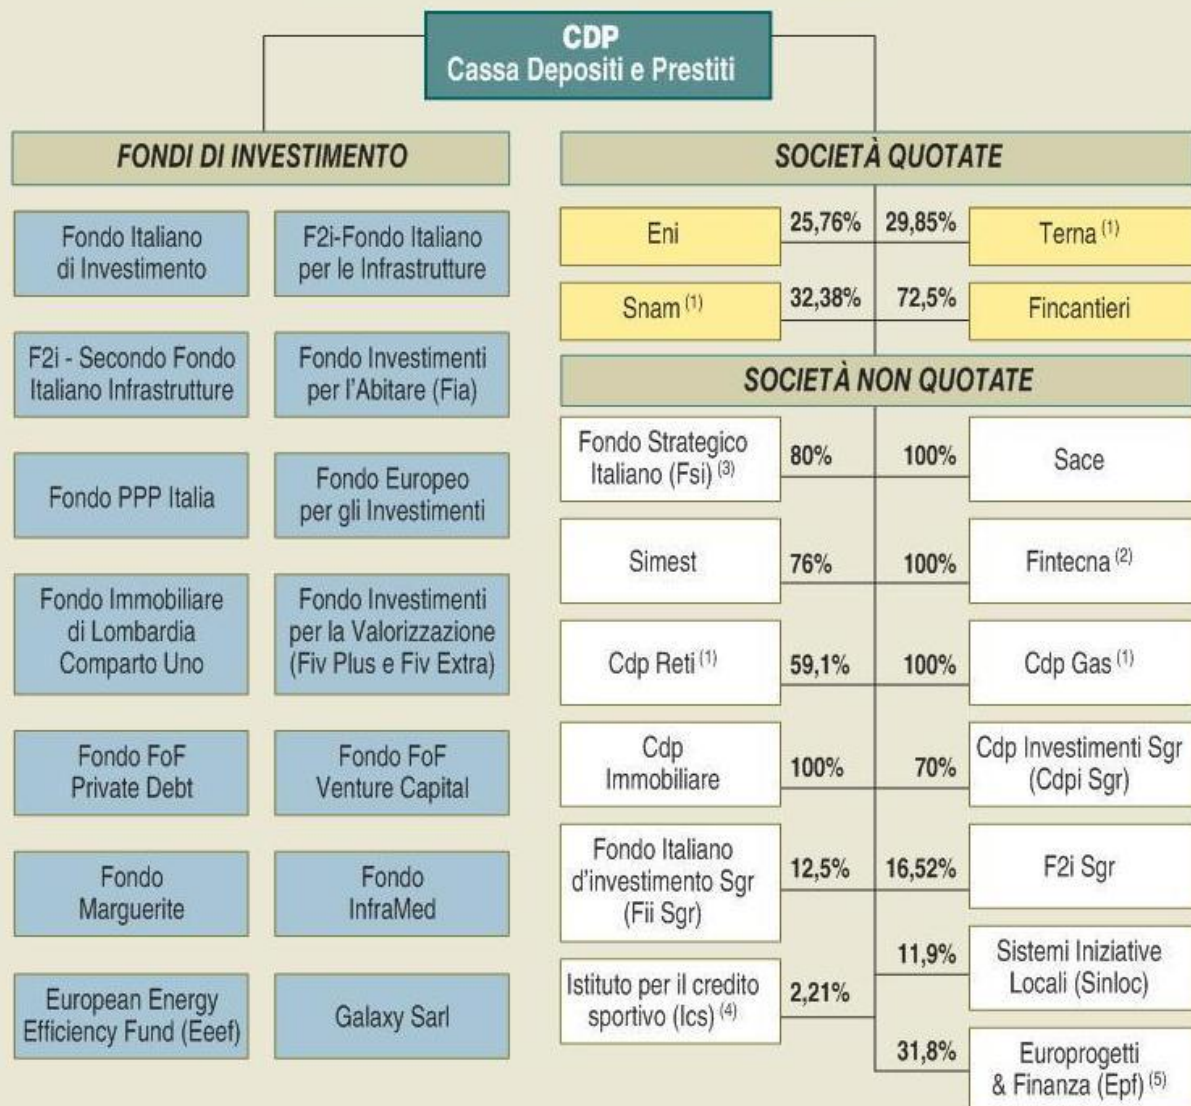 CDP
Cassa Depositi e Prestiti
FONDI DI INVESTIMENTO
Fondo Italiano
di Investimento
F2i-Fondo Italiano
per le Infrastrutture
F2i - Secondo Fondo
Italiano Infrastrutture
Fondo Investimenti
per l'Abitare (Fia)
Fondo PPP Italia
Fondo Europeo
per gli Investimenti
Fondo Immobiliare
di Lombardia
Comparto Uno
Fondo Investimenti
per la Valorizzazione
(Fiv Plus e Fiv Extra)
Fondo FoF
Private Debt
Fondo FoF
Venture Capital
Fondo
Marguerite
Fondo
InfraMed
European Energy
Efficiency Fund (Eeef)
Galaxy Sarl
SOCIETÀ QUOTATE
Eni
25,76%
29,85%
Terna (1)
Snam (1)
32,38%
72,5%
Fincantieri
SOCIETÀ NON QUOTATE
Fondo Strategico
Italiano (Fsi) (3)
80%
100%
Sace
Simest
76%
100%
Fintecna (2)
Cdp Reti (1)
59,1%
100%
Cdp Gas (1)
Cdp
Immobiliare
100%
70%
Cdp Investimenti Sgr
(Cdpi Sgr)
Fondo Italiano
d'investimento Sgr
(Fii Sgr)
12,5%
16,52%
F2i Sgr
11,9%
Sistemi Iniziative
Locali (Sinloc)
Istituto per il credito
sportivo (Ics) (4)
2,21%
31,8%
Europrogetti
& Finanza (Epf) (5)